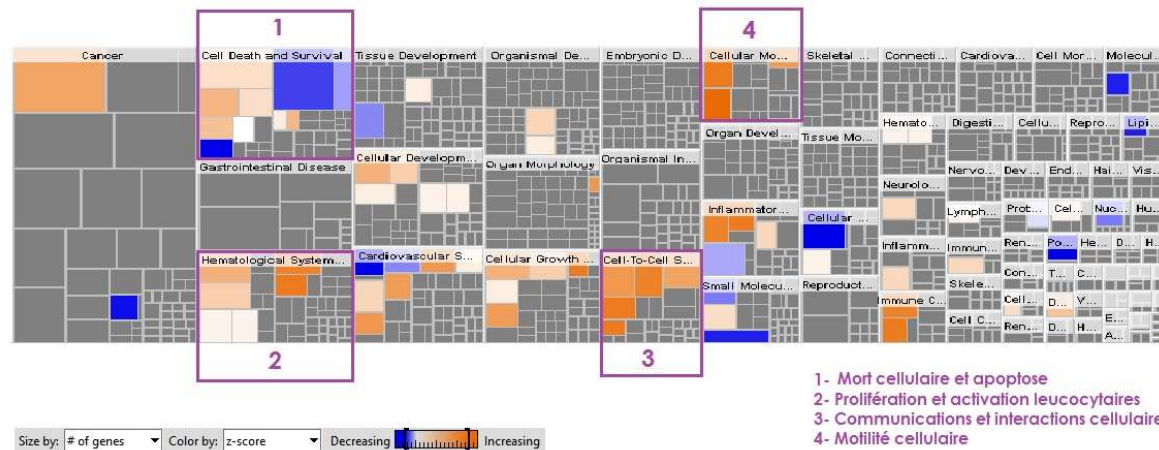 1
4
Cancer
Cell Death and Survival
Tissue Development
Organismal De...
Embryonic D...
Cellular Mo...
Skeletal ...
Connecti...
Cardiova...
Cell Mor...
Molecul...
Organ Devel...
Tissue Mo...
Hemato...
Digesti...
Cellu...
Repro...
Lipi...
Gastrointestinal Disease
Cellular Developm...
Organ Morphology
Organismal In...
Nervo...
Dev...
End...
Hai...
Vis...
Neurolo...
Inflammator...
Cellular ...
Lymph...
Prot...
Cel...
Nuc...
Hu...
Inflamm...
Immun...
Ren...
Po...
He...
D...
H...
Hematological System...
Cardiovascular S...
Cellular Growth ...
Cell-To-Cell S...
Small Molecu...
Reproduct...
Immune C...
Skele...
Con...
T...
C...
Cell...
D...
V...
Cell C...
Ren...
D...
H...
E...
A...
2
3
1- Mort cellulaire et apoptose
2- Prolifération et activation leucocytaires
3- Communications et interactions cellulaire
4- Motilité cellulaire
Size by: # of genes Color by: z-score Decreasing Increasing